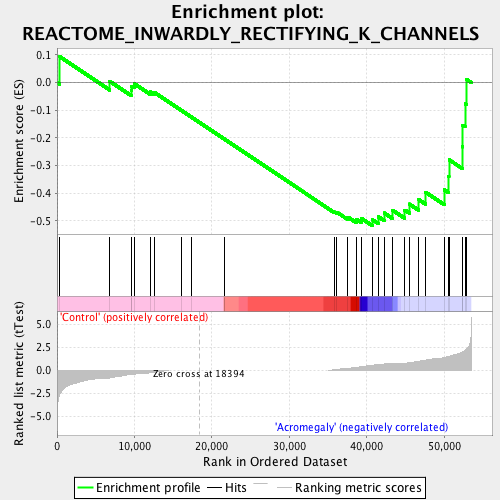 Enrichment plot:
REACTOME_INWARDLY_RECTIFYING_K_CHANNELS
Enrichment score (ES)
0.1
0.0
-0.1
-0.2
-0.3
-0.4
-0.5
Ranked list metric (tTest)
5.0
2.5
0.0
-2.5
-5.0
'Control' (positively correlated)
Zero cross at 18394
'Acromegaly' (negatively correlated)
0
10,000
20,000
30,000
40,000
50,000
Rank in Ordered Dataset
Enrichment profile
Hits
Ranking metric scores